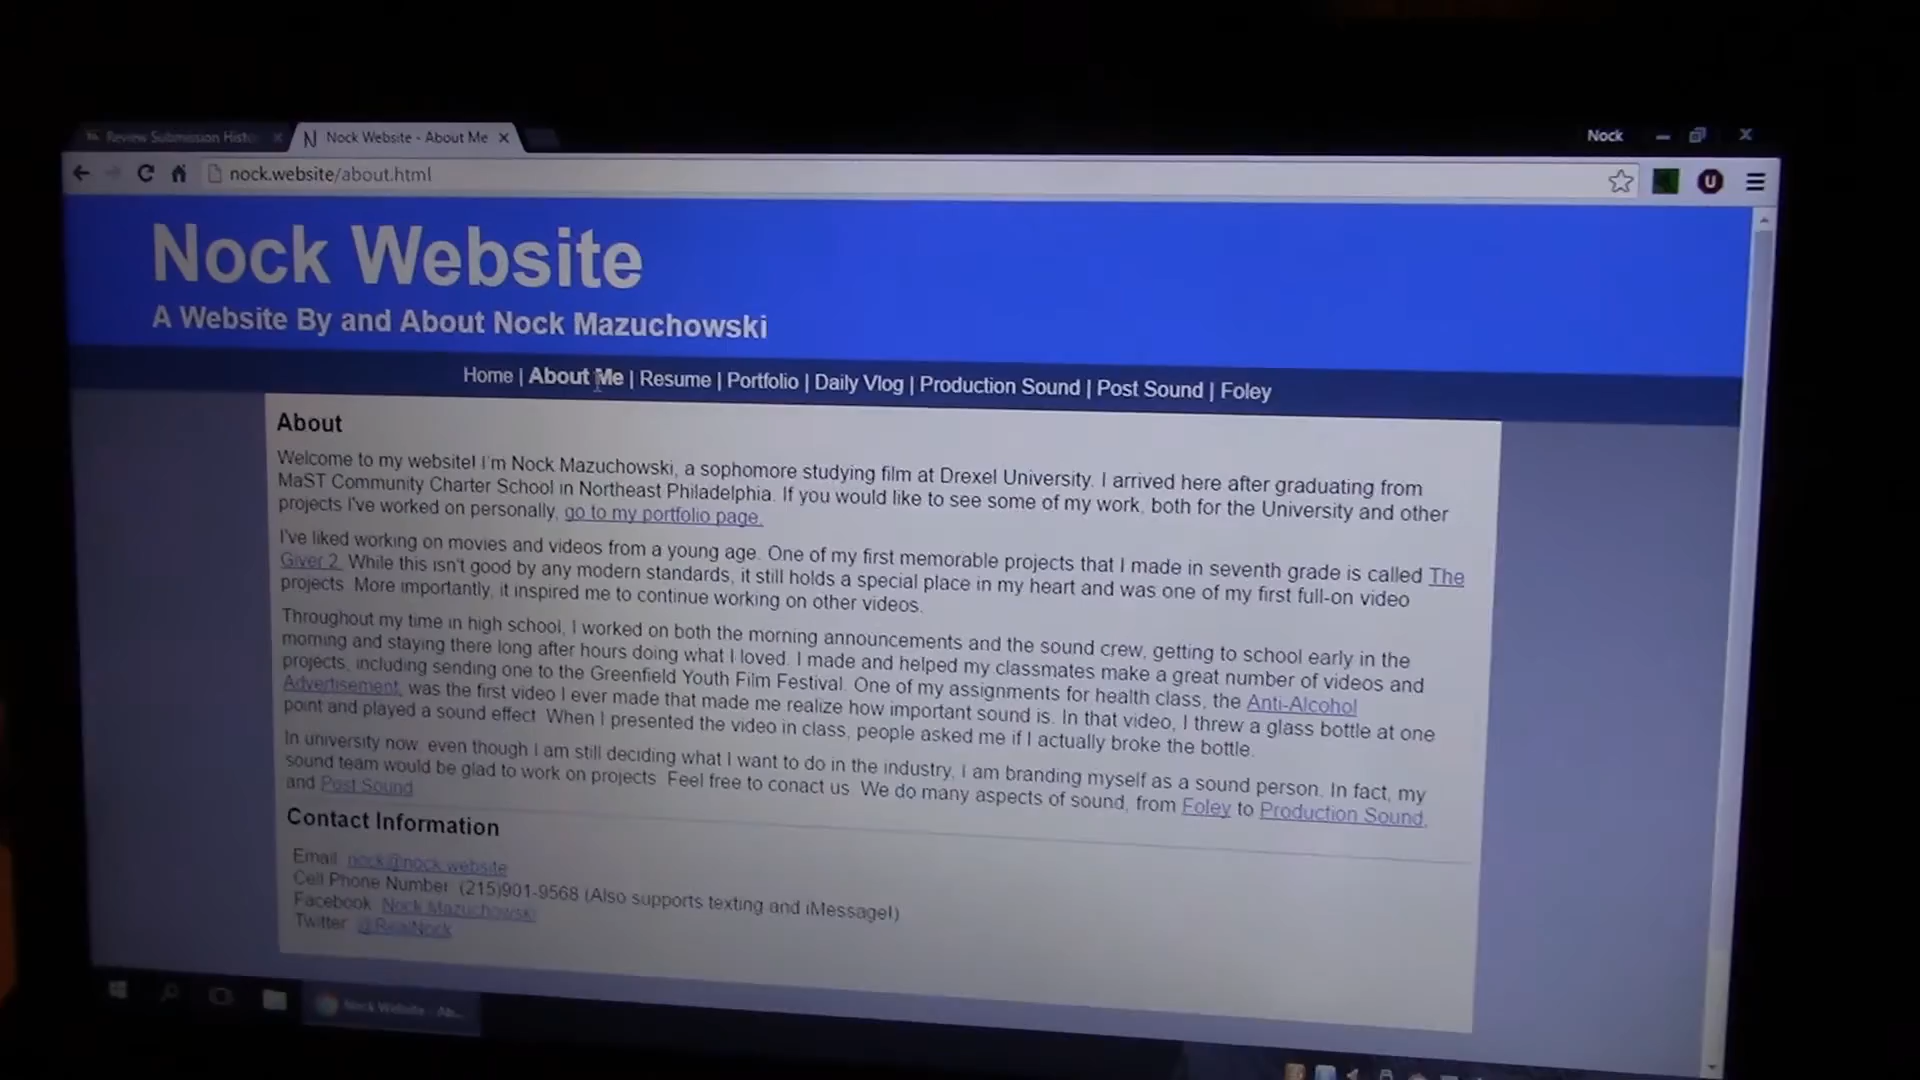 Review Submission Histo
Nock Website - About Me
Nock
nock.website/about.html
Nock Website
A Website By and About Nock Mazuchowski
Home | About Me | Resume | Portfolio | Daily Vlog | Production Sound | Post Sound | Foley
About
Welcome to my website! I'm Nock Mazuchowski, a sophomore studying film at Drexel University. I arrived here after graduating from
MaST Community Charter School in Northeast Philadelphia. If you would like to see some of my work, both for the University and other
projects I've worked on personally, go to my portfolio page.
I've liked working on movies and videos from a young age. One of my first memorable projects that I made in seventh grade is called The
Giver 2. While this isn't good by any modern standards, it still holds a special place in my heart and was one of my first full-on video
projects. More importantly, it inspired me to continue working on other videos.
Throughout my time in high school, I worked on both the morning announcements and the sound crew, getting to school early in the
morning and staying there long after hours doing what I loved. I made and helped my classmates make a great number of videos and
projects, including sending one to the Greenfield Youth Film Festival. One of my assignments for health class, the Anti-Alcohol
Advertisement, was the first video I ever made that made me realize how important sound is. In that video, I threw a glass bottle at one
point and played a sound effect. When I presented the video in class, people asked me if I actually broke the bottle.
In university now, even though I am still deciding what I want to do in the industry, I am branding myself as a sound person. In fact, my
sound team would be glad to work on projects. Feel free to conact us. We do many aspects of sound, from Foley to Production Sound,
and Post Sound
Contact Information
Email: nock@nock.website
Cell Phone Number: (215)901-9568 (Also supports texting and iMessage!)
Facebook: Nock Mazuchowski
Twitter: @RealNock
Nock Website - Ab...